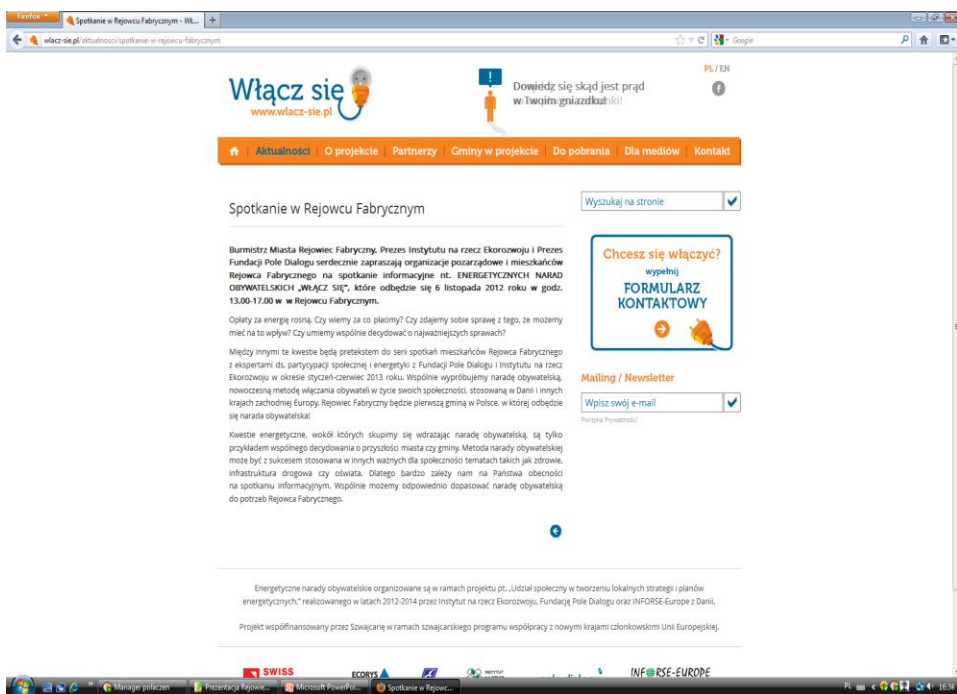 Firefox
Spotkanie w Rejowcu Fabrycznym - Wł...
wlacz-sie.pl/aktualnosci/spotkanie-w-rejowcu-fabrycznym
Google
Włącz się
www.wlacz-sie.pl
Dowiedz się skąd jest prąd
w Twoim gniazdku!
PL / EN
Aktualności | O projekcie | Partnerzy | Gminy w projekcie | Do pobrania | Dla mediów | Kontakt
Spotkanie w Rejowcu Fabrycznym
Burmistrz Miasta Rejowiec Fabryczny, Prezes Instytutu na rzecz Ekorozwoju i Prezes
Fundacji Pole Dialogu serdecznie zapraszają organizacje pozarządowe i mieszkańców
Rejowca Fabrycznego na spotkanie informacyjne nt. ENERGETYCZNYCH NARAD
OBYWATELSKICH „WŁĄCZ SIĘ”, które odbędzie się 6 listopada 2012 roku w godz.
13.00-17.00 w w Rejowcu Fabrycznym.
Opłaty za energię rosną. Czy wiemy za co płacimy? Czy zdajemy sobie sprawę z tego, że możemy
mieć na to wpływ? Czy umiemy wspólnie decydować o najważniejszych sprawach?
Między innymi te kwestie będą pretekstem do serii spotkań mieszkańców Rejowca Fabrycznego
z ekspertami ds. partycypacji społecznej i energetyki z Fundacji Pole Dialogu i Instytutu na rzecz
Ekorozwoju w okresie styczeń-czerwiec 2013 roku. Wspólnie wypróbujemy naradę obywatelską,
nowoczesną metodę włączania obywateli w życie swoich społeczności, stosowaną w Danii i innych
krajach zachodniej Europy. Rejowiec Fabryczny będzie pierwszą gminą w Polsce, w której odbędzie
się narada obywatelska!
Kwestie energetyczne, wokół których skupimy się wdrażając naradę obywatelską, są tylko
przykładem wspólnego decydowania o przyszłości miasta czy gminy. Metoda narady obywatelskiej
może być z sukcesem stosowana w innych ważnych dla społeczności tematach takich jak zdrowie,
infrastruktura drogowa czy oświata. Dlatego bardzo zależy nam na Państwa obecności
na spotkaniu informacyjnym. Wspólnie możemy odpowiednio dopasować naradę obywatelską
do potrzeb Rejowca Fabrycznego.
Wyszukaj na stronie
Chcesz się włączyć?
wypełnij
FORMULARZ
KONTAKTOWY
Mailing / Newsletter
Wpisz swój e-mail
Polityka Prywatności
Energetyczne narady obywatelskie organizowane są w ramach projektu pt. „Udział społeczny w tworzeniu lokalnych strategii i planów
energetycznych,” realizowanego w latach 2012-2014 przez Instytut na rzecz Ekorozwoju, Fundację Pole Dialogu oraz INFORSE-Europe z Danii.
Projekt współfinansowany przez Szwajcarię w ramach szwajcarskiego programu współpracy z nowymi krajami członkowskimi Unii Europejskiej.
SWISS
ECORYS
INFORSE-EUROPE
Manager połaczen
Prezentacje Rejowie...
Microsoft PowerPoi...
Spotkanie w Rejowc...
PL
16:34